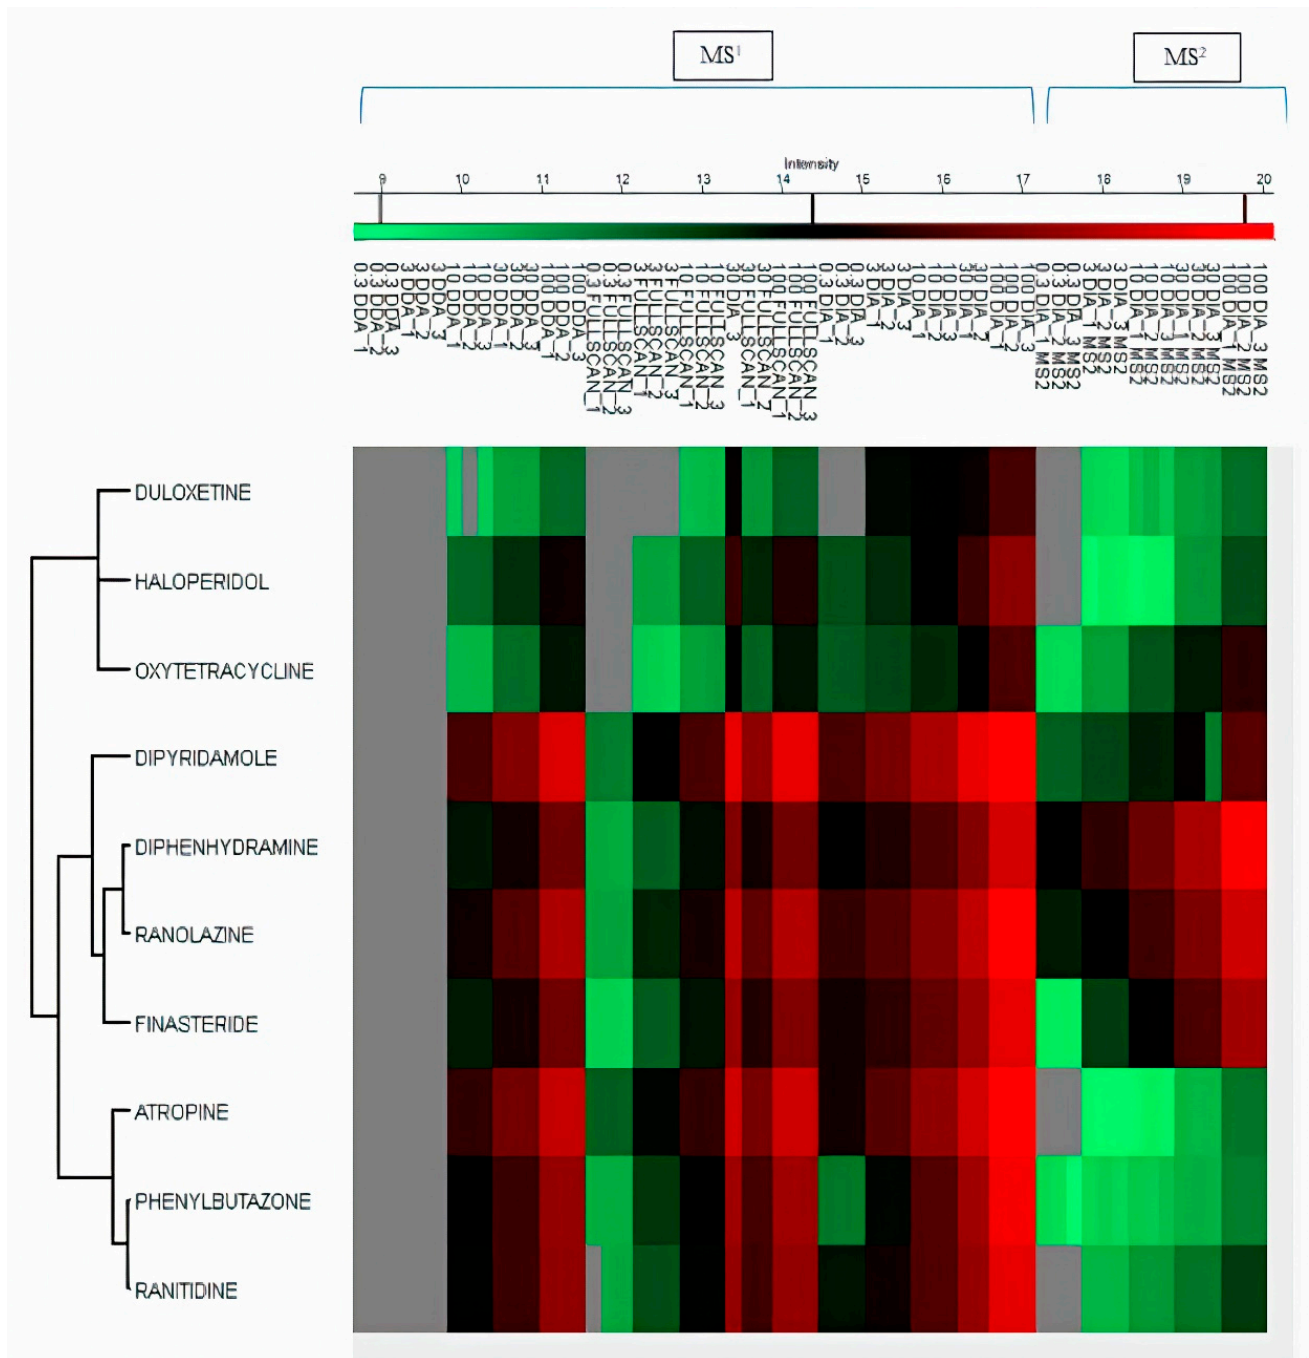 MS¹
MS²
Intensity
9 10 11 12 13 14 15 16 17 18 19 20
0.3 DDA_1
0.3 DDA_2
0.3 DDA_3
3 DDA_1
3 DDA_2
3 DDA_3
10 DDA_1
10 DDA_2
10 DDA_3
30 DDA_1
30 DDA_2
30 DDA_3
100 DDA_1
100 DDA_2
100 DDA_3
0.3 FULLSCAN_1
0.3 FULLSCAN_2
0.3 FULLSCAN_3
3 FULLSCAN_1
3 FULLSCAN_2
3 FULLSCAN_3
10 FULLSCAN_1
10 FULLSCAN_2
10 FULLSCAN_3
30 DIA_3
30 FULLSCAN_1
30 FULLSCAN_2
100 FULLSCAN_1
100 FULLSCAN_2
100 FULLSCAN_3
0.3 DIA_1
0.3 DIA_2
0.3 DIA_3
3 DIA_1
3 DIA_2
3 DIA_3
10 DIA_1
10 DIA_2
10 DIA_3
30 DIA_1
30 DIA_2
100 DIA_1
100 DIA_2
100 DIA_3
0.3 DIA_1 MS2
0.3 DIA_2 MS2
0.3 DIA_3 MS2
3 DIA_1 MS2
3 DIA_2 MS2
3 DIA_3 MS2
10 DIA_1 MS2
10 DIA_2 MS2
10 DIA_3 MS2
30 DIA_1 MS2
30 DIA_2 MS2
30 DIA_3 MS2
100 DIA_1 MS2
100 DIA_2 MS2
100 DIA_3 MS2
DULOXETINE
HALOPERIDOL
OXYTETRACYCLINE
DIPYRIDAMOLE
DIPHENHYDRAMINE
RANOLAZINE
FINASTERIDE
ATROPINE
PHENYLBUTAZONE
RANITIDINE